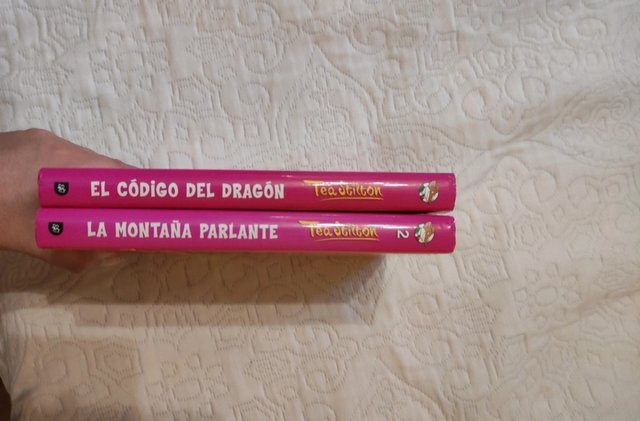 EL CÓDIGO DEL DRAGÓN Tea Stilton
LA MONTAÑA PARLANTE Tea Stilton 2